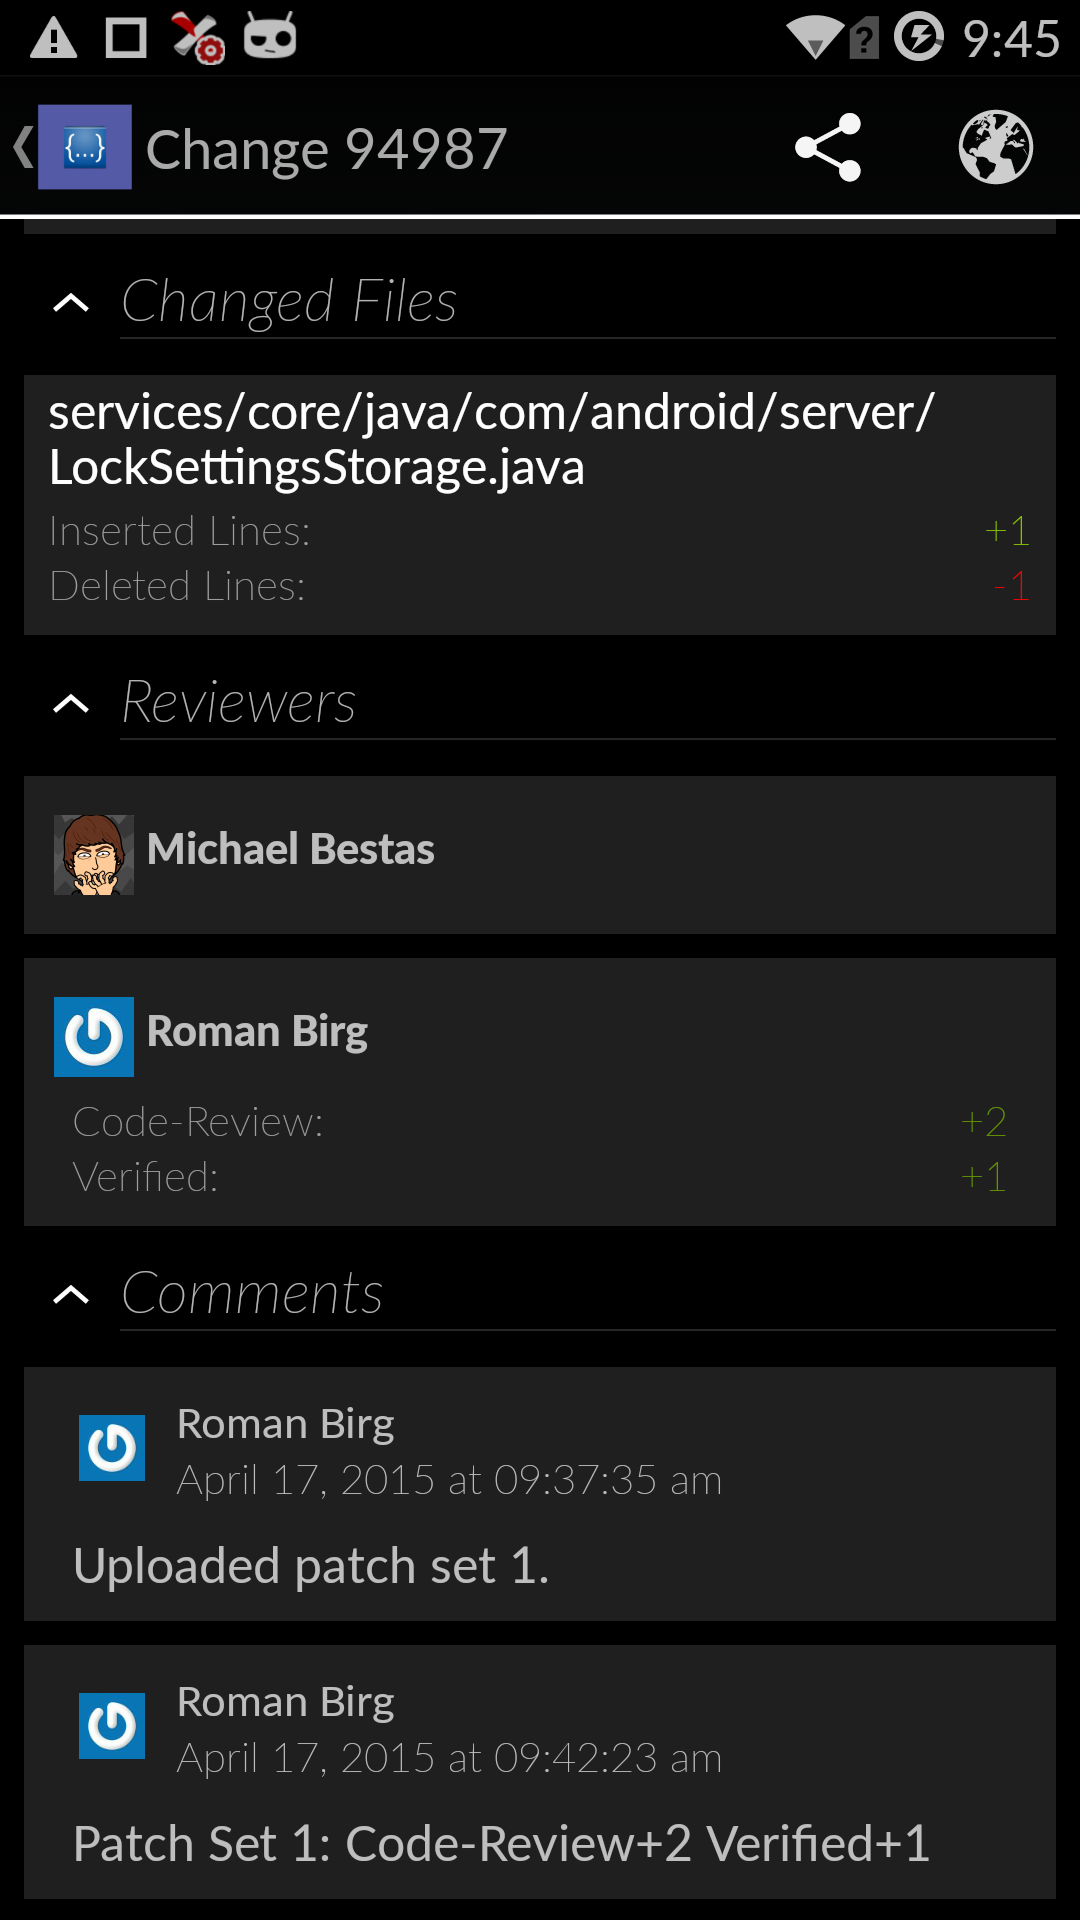 9:45
{...} Change 94987
Changed Files
services/core/java/com/android/server/
LockSettingsStorage.java
Inserted Lines: +1
Deleted Lines: -1
Reviewers
Michael Bestas
Roman Birg
Code-Review: +2
Verified: +1
Comments
Roman Birg
April 17, 2015 at 09:37:35 am
Uploaded patch set 1.
Roman Birg
April 17, 2015 at 09:42:23 am
Patch Set 1: Code-Review+2 Verified+1